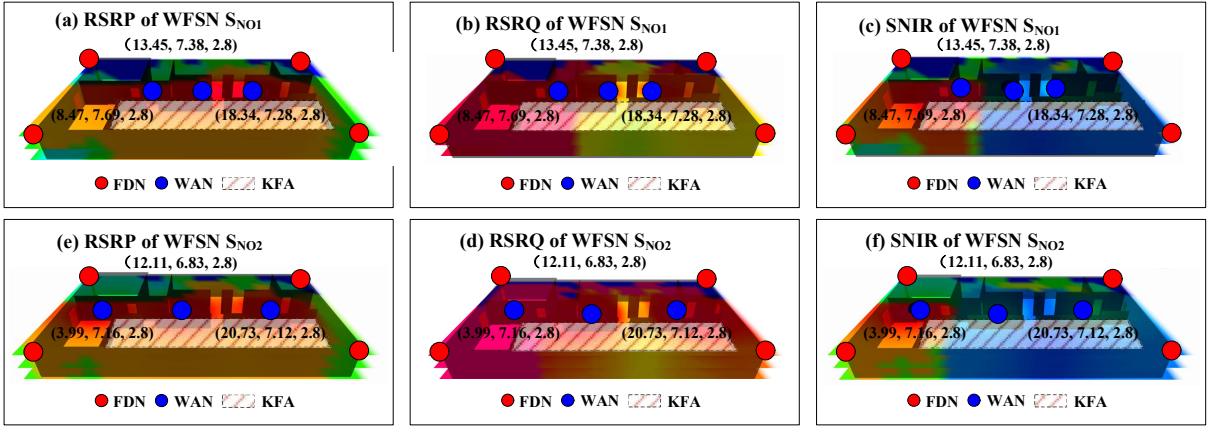 (a) RSRP of WFSN S_NO1
(13.45, 7.38, 2.8)
(8.47, 7.69, 2.8) (18.34, 7.28, 2.8)
FDN WAN KFA
(b) RSRQ of WFSN S_NO1
(13.45, 7.38, 2.8)
(8.47, 7.69, 2.8) (18.34, 7.28, 2.8)
FDN WAN KFA
(c) SNIR of WFSN S_NO1
(13.45, 7.38, 2.8)
(8.47, 7.69, 2.8) (18.34, 7.28, 2.8)
FDN WAN KFA
(e) RSRP of WFSN S_NO2
(12.11, 6.83, 2.8)
(3.99, 7.16, 2.8) (20.73, 7.12, 2.8)
FDN WAN KFA
(d) RSRQ of WFSN S_NO2
(12.11, 6.83, 2.8)
(3.99, 7.16, 2.8) (20.73, 7.12, 2.8)
FDN WAN KFA
(f) SNIR of WFSN S_NO2
(12.11, 6.83, 2.8)
(3.99, 7.16, 2.8) (20.73, 7.12, 2.8)
FDN WAN KFA